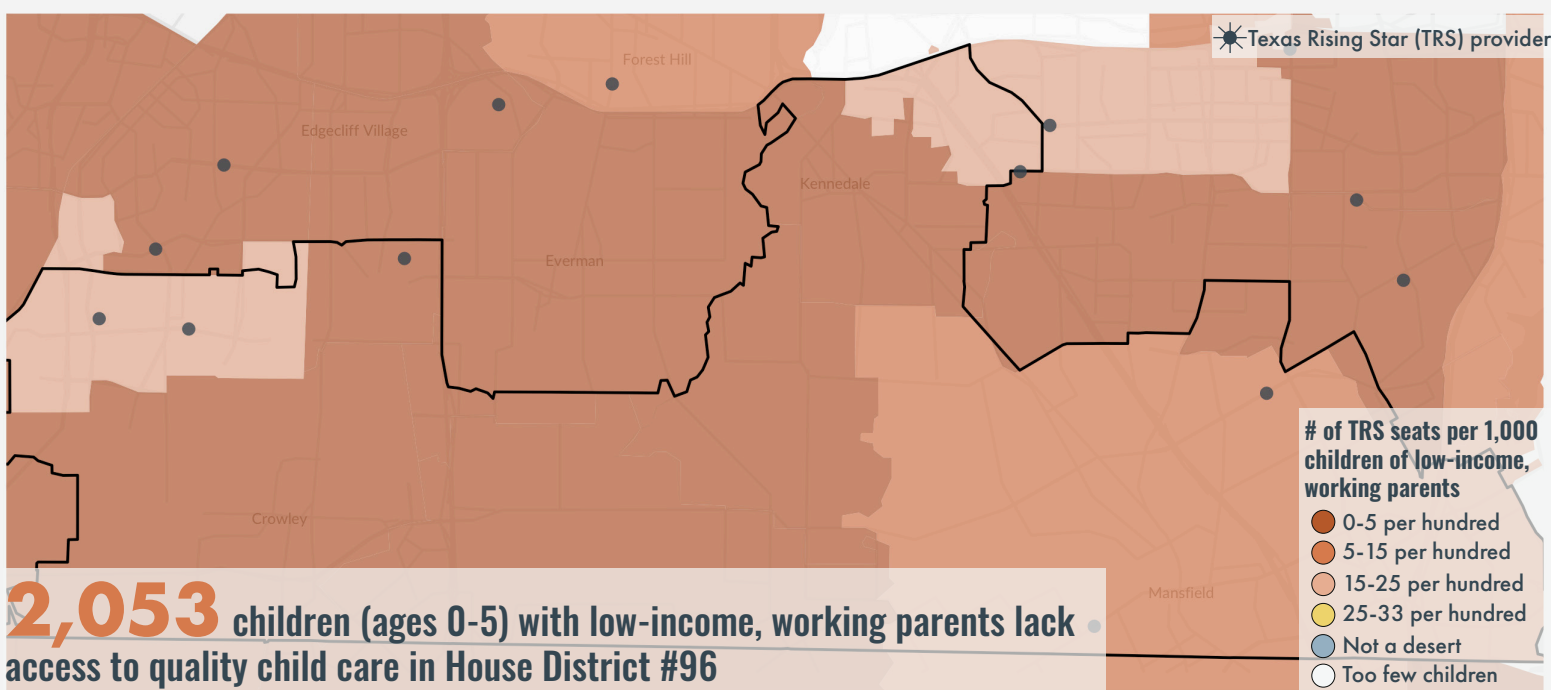 Texas Rising Star (TRS) provider
Forest Hill
Edgecliff Village
Kennedale
Everman
Crowley
Mansfield
# of TRS seats per 1,000
children of low-income,
working parents
0-5 per hundred
5-15 per hundred
15-25 per hundred
25-33 per hundred
Not a desert
Too few children
2,053 children (ages 0-5) with low-income, working parents lack
access to quality child care in House District #96